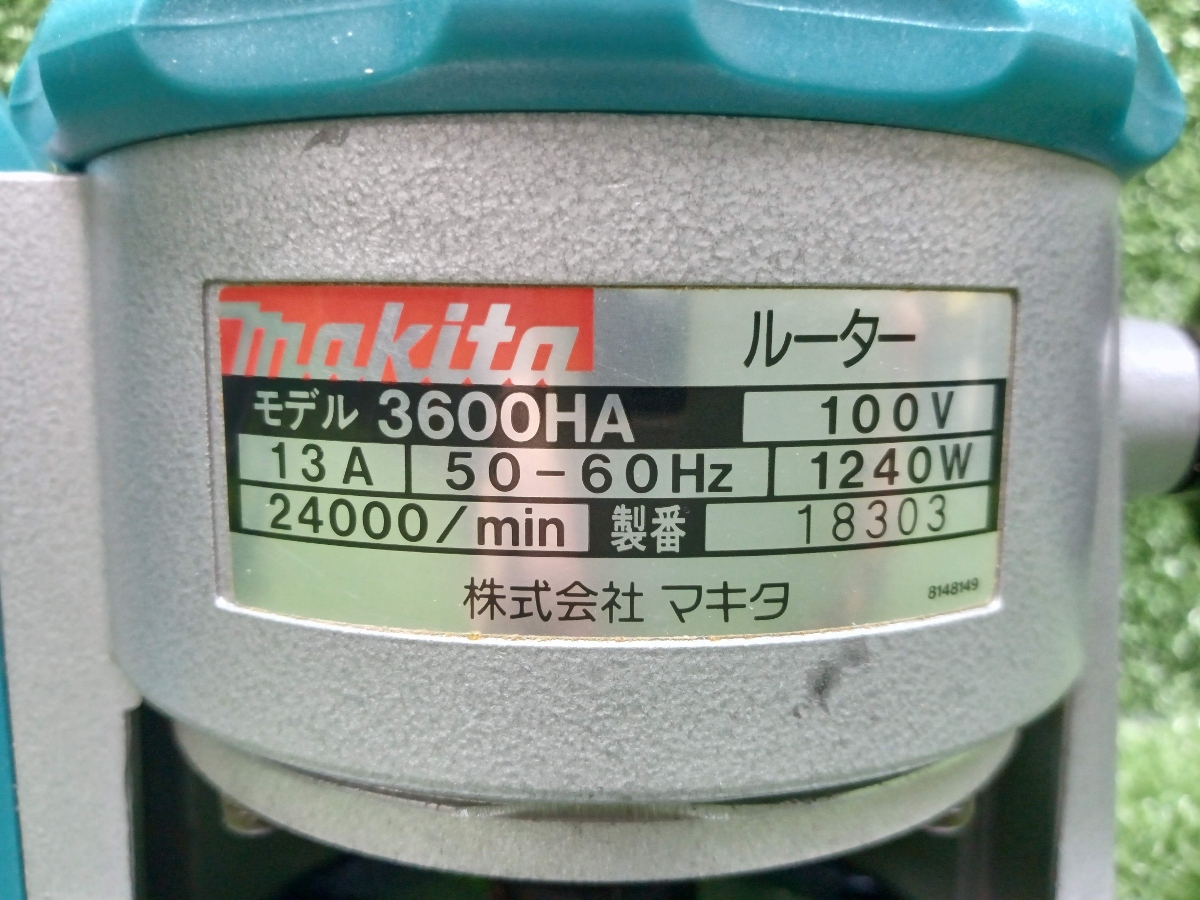 makita ルーター
モデル 3600HA 100V
13A 50-60Hz 1240W
24000/min 製番 18303
株式会社 マキタ 8148149